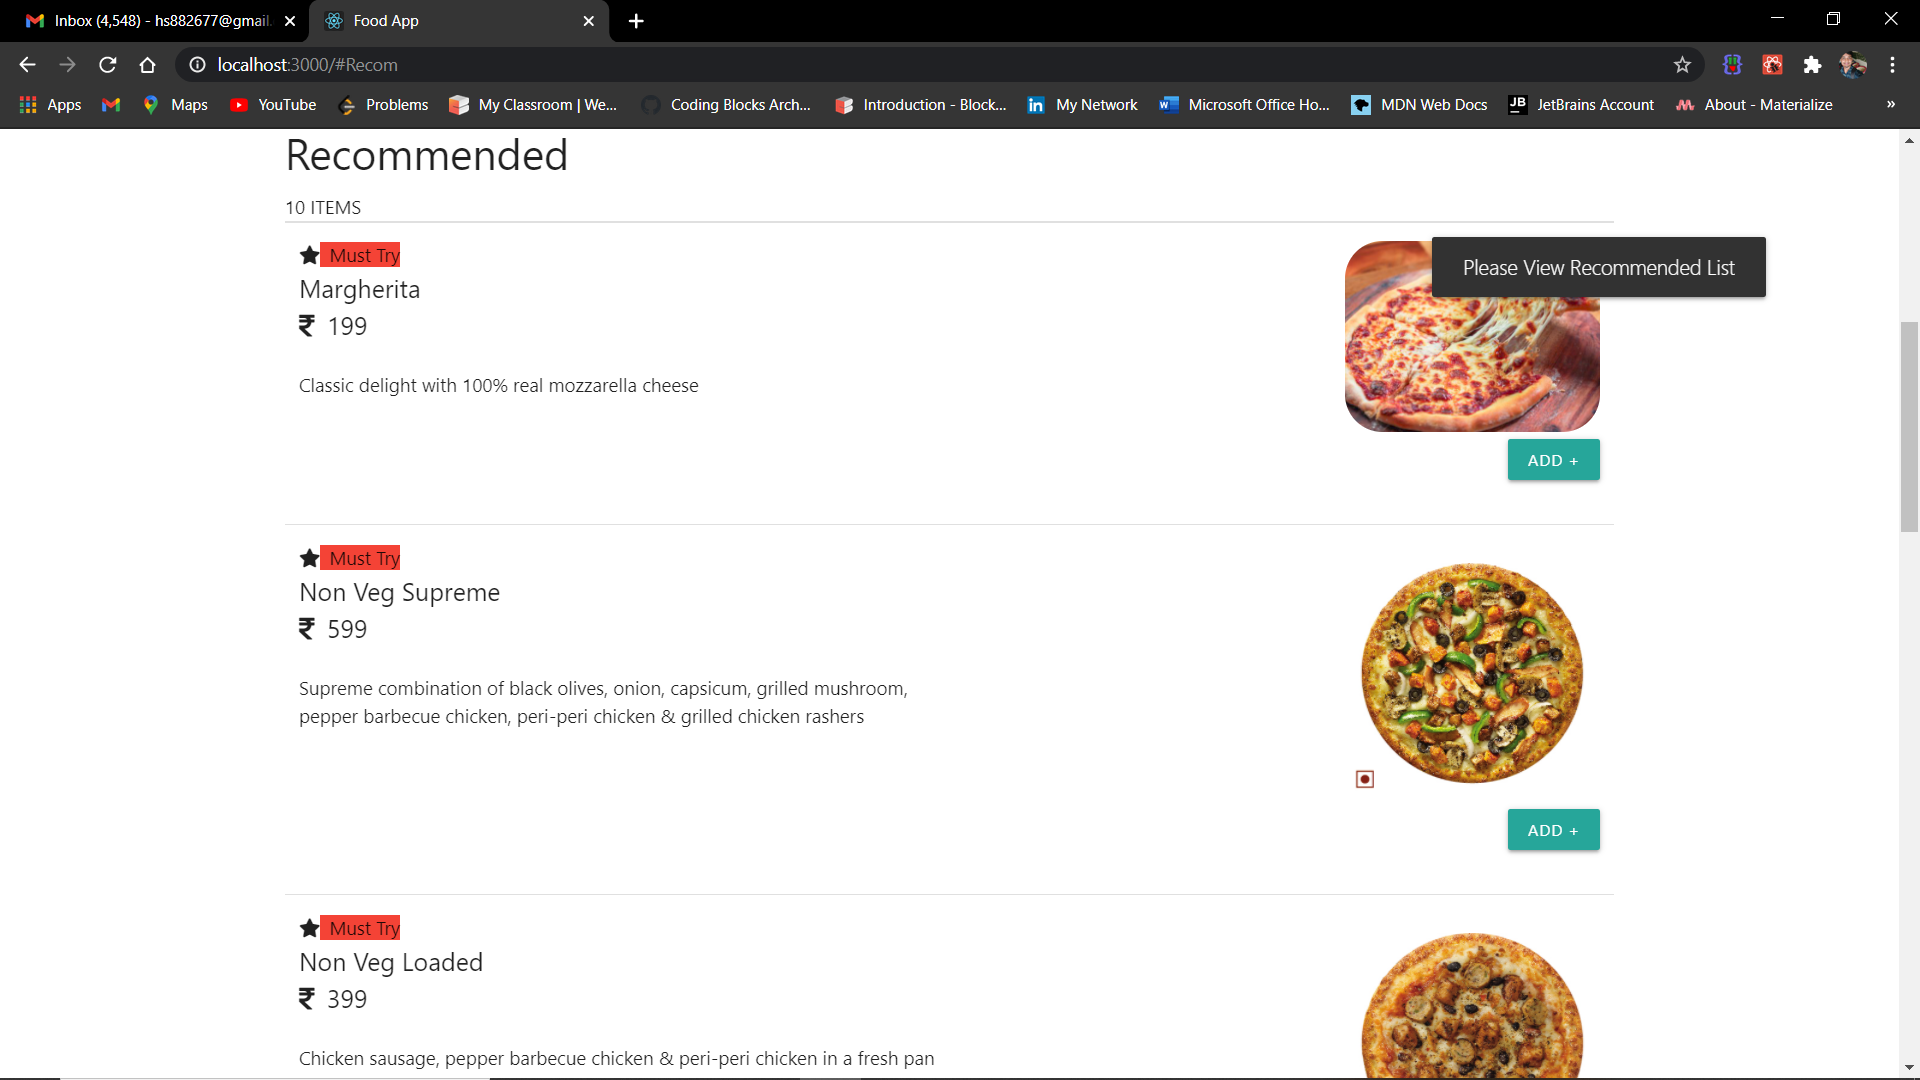 Inbox (4,548) - hs882677@gmail.
Food App
localhost:3000/#Recom
Apps
Maps
YouTube
Problems
My Classroom | We...
Coding Blocks Arch...
Introduction - Block...
My Network
Microsoft Office Ho...
MDN Web Docs
JB
JetBrains Account
About - Materialize
»
Recommended
10 ITEMS
Must Try
Margherita
₹ 199
Classic delight with 100% real mozzarella cheese
Please View Recommended List
ADD +
Must Try
Non Veg Supreme
₹ 599
Supreme combination of black olives, onion, capsicum, grilled mushroom,
pepper barbecue chicken, peri-peri chicken & grilled chicken rashers
ADD +
Must Try
Non Veg Loaded
₹ 399
Chicken sausage, pepper barbecue chicken & peri-peri chicken in a fresh pan